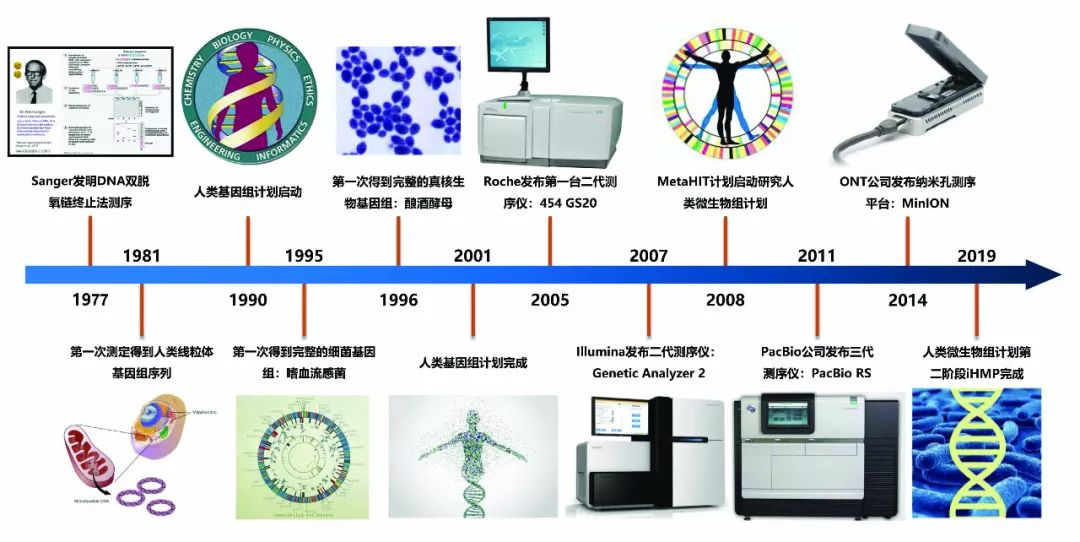 CHEMISTRY BIOLOGY PHYSICS ETHICS
ENGINEERING INFORMATICS
Sanger发明DNA双脱
氧链终止法测序
人类基因组计划启动
第一次得到完整的真核生
物基因组：酿酒酵母
Roche发布第一台二代测
序仪：454 GS20
MetaHIT计划启动研究人
类微生物组计划
ONT公司发布纳米孔测序
平台：MinION
1981
1995
2001
2007
2011
2019
1977
1990
1996
2005
2008
2014
第一次测定得到人类线粒体
基因组序列
第一次得到完整的细菌基因
组：嗜血流感菌
人类基因组计划完成
Illumina发布二代测序仪：
Genetic Analyzer 2
PacBio公司发布三代
测序仪：PacBio RS
人类微生物组计划第
二阶段iHMP完成
Mitochondria
Mitochondrial DNA